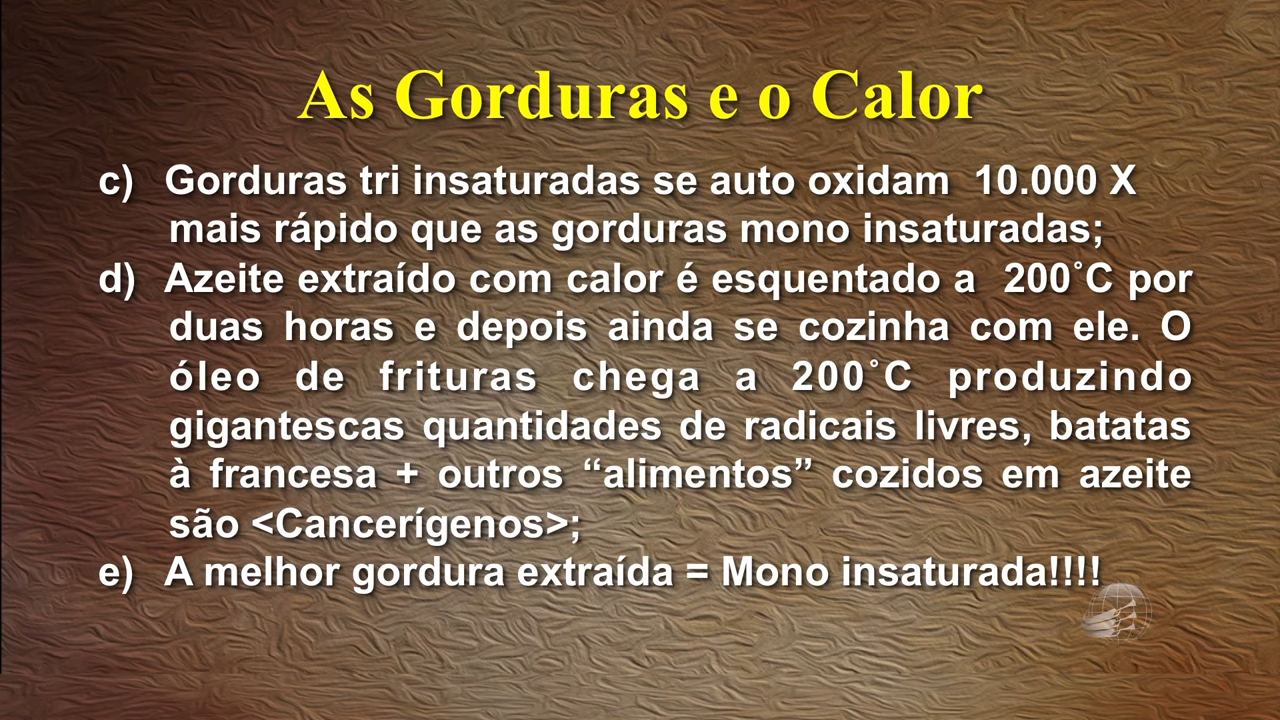 As Gorduras e o Calor
c) Gorduras tri insaturadas se auto oxidam 10.000 X
mais rápido que as gorduras mono insaturadas;
d) Azeite extraído com calor é esquentado a 200˚C por
duas horas e depois ainda se cozinha com ele. O
óleo de frituras chega a 200˚C produzindo
gigantescas quantidades de radicais livres, batatas
à francesa + outros “alimentos” cozidos em azeite
são <Cancerígenos>;
e) A melhor gordura extraída = Mono insaturada!!!!